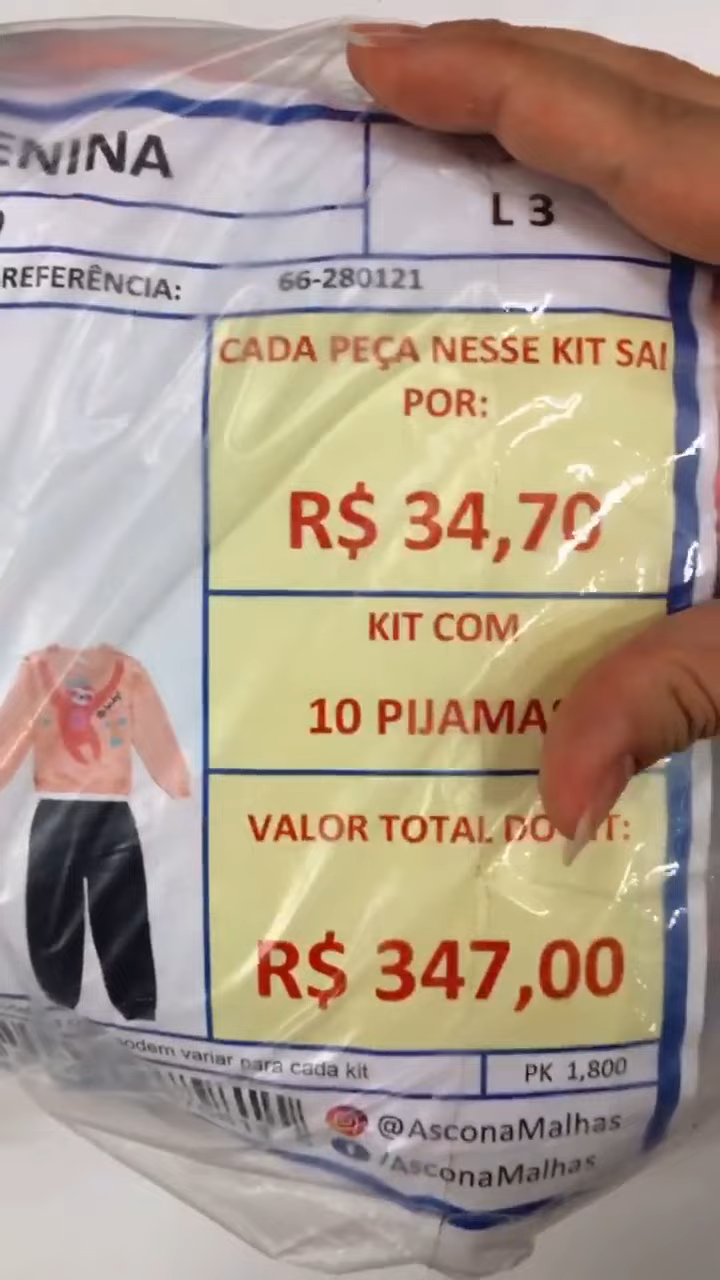 ENINA
L 3
REFERÊNCIA: 66-280121
CADA PEÇA NESSE KIT SAI
POR:
R$ 34,70
KIT COM
10 PIJAMAS
VALOR TOTAL DO KIT:
R$ 347,00
podem variar para cada kit
PK 1,800
@AsconaMalhas
/AsconaMalhas